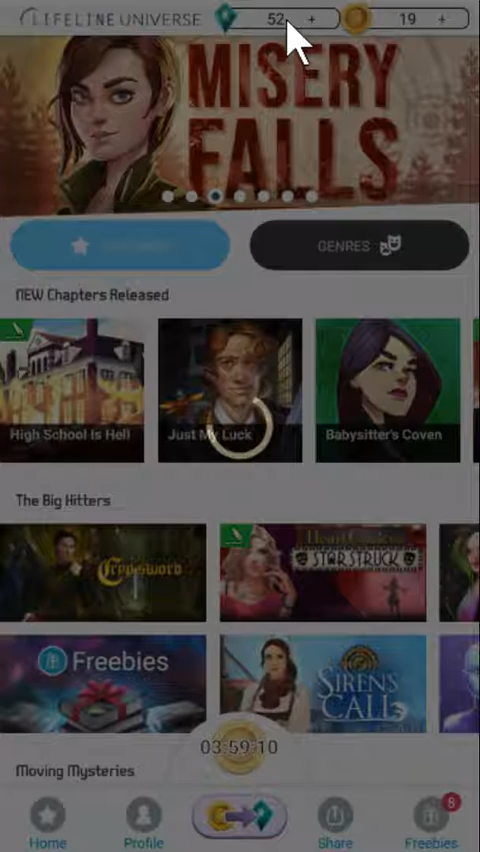 LIFELINE UNIVERSE 52 + 19 +
MISERY
FALLS
GENRES
NEW Chapters Released
High School Is Hell
Just My Luck
Babysitter's Coven
The Big Hitters
Cryptsword
STAR STRUCK
Freebies
SIREN'S
CALL
03:59:10
Moving Mysteries
8
Home
Profile
Share
Freebies